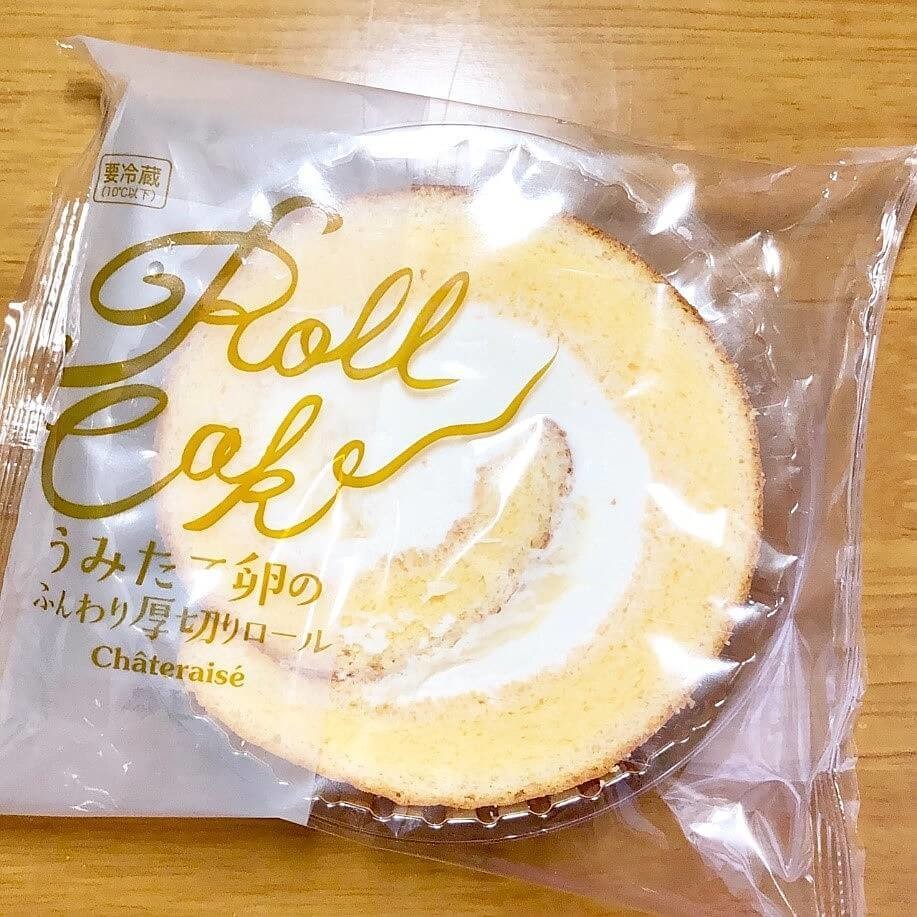 要冷蔵
(10℃以下)
Roll
Cake
うみたて卵の
ふんわり厚切りロール
Châteraisé